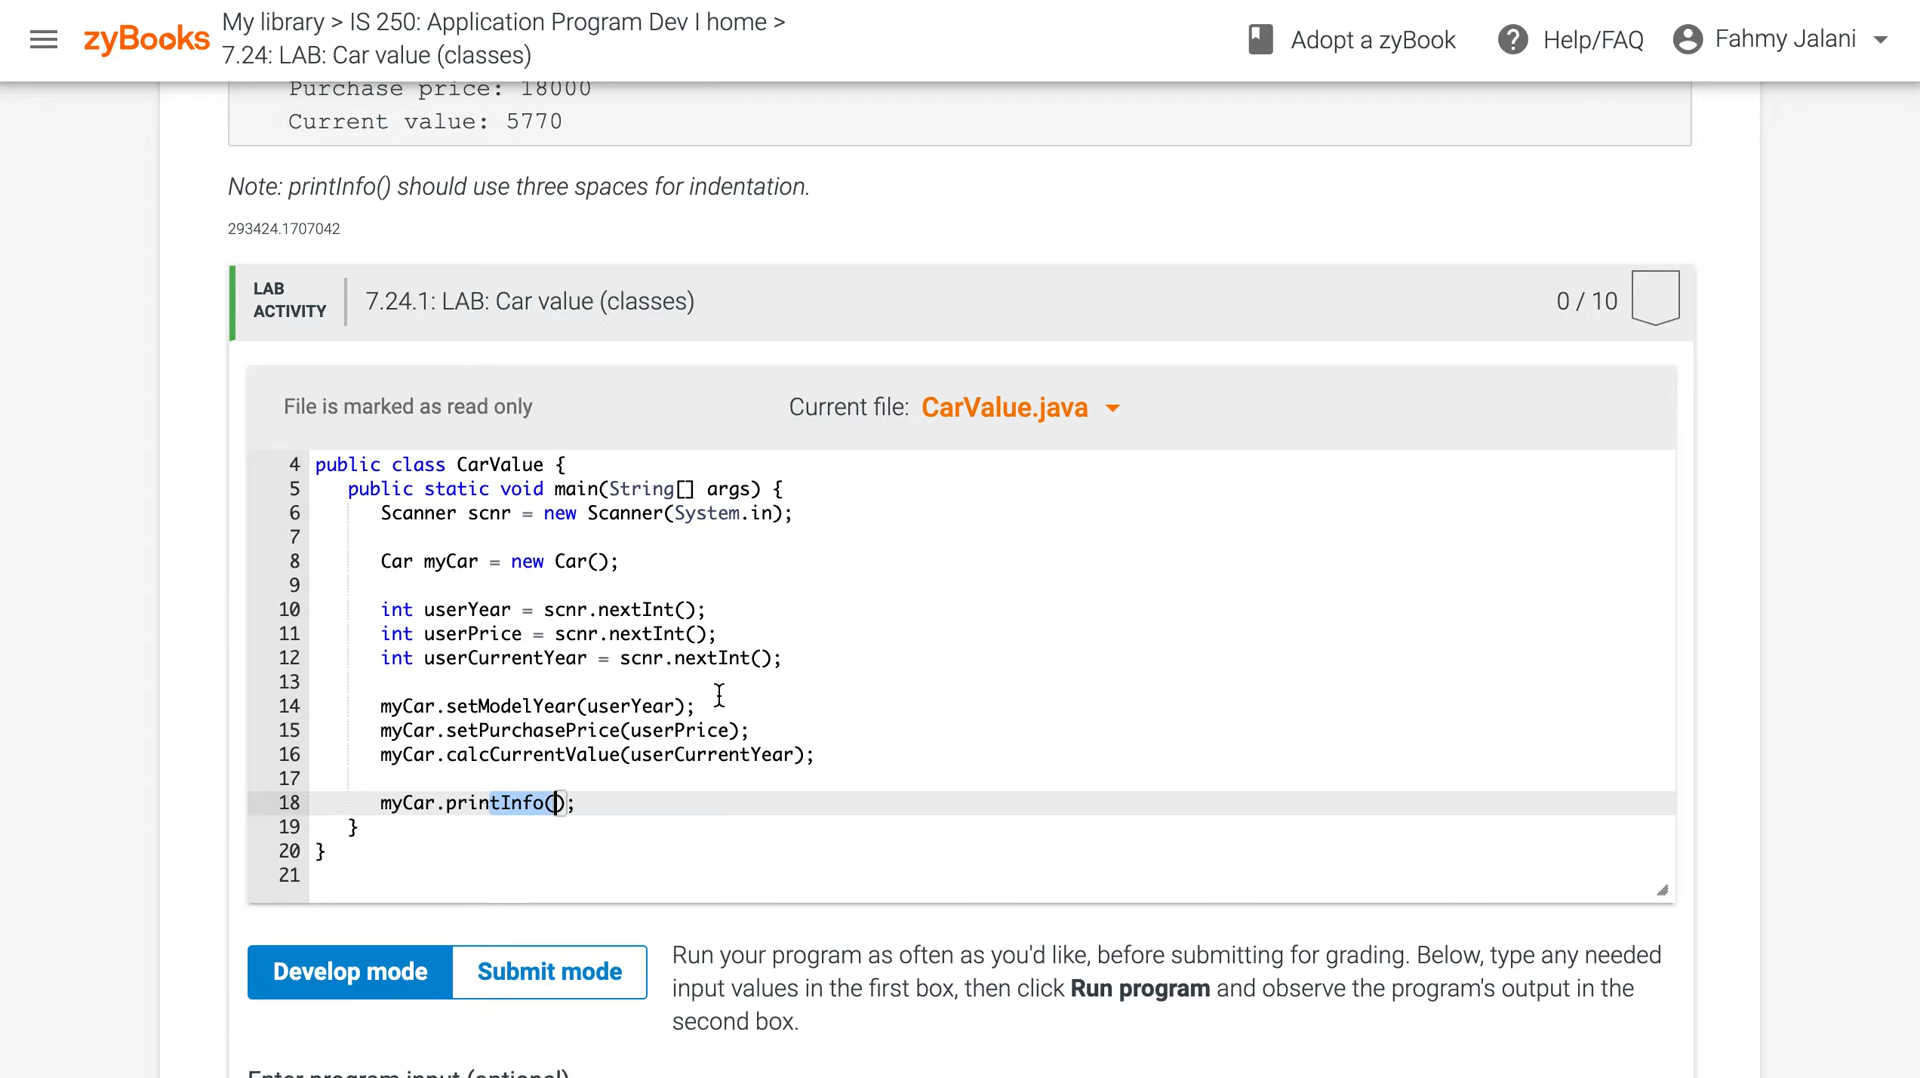 zyBooks
My library > IS 250: Application Program Dev I home >
7.24: LAB: Car value (classes)
Adopt a zyBook
Help/FAQ
Fahmy Jalani
Purchase price: 18000
Current value: 5770
Note: printInfo() should use three spaces for indentation.
293424.1707042
LAB
ACTIVITY
7.24.1: LAB: Car value (classes)
0 / 10
File is marked as read only
Current file: CarValue.java
4 public class CarValue {
5    public static void main(String[] args) {
6       Scanner scnr = new Scanner(System.in);
7
8       Car myCar = new Car();
9
10       int userYear = scnr.nextInt();
11       int userPrice = scnr.nextInt();
12       int userCurrentYear = scnr.nextInt();
13
14       myCar.setModelYear(userYear);
15       myCar.setPurchasePrice(userPrice);
16       myCar.calcCurrentValue(userCurrentYear);
17
18       myCar.printInfo();
19    }
20 }
21
Develop mode
Submit mode
Run your program as often as you'd like, before submitting for grading. Below, type any needed
input values in the first box, then click Run program and observe the program's output in the
second box.
Enter program input (optional)